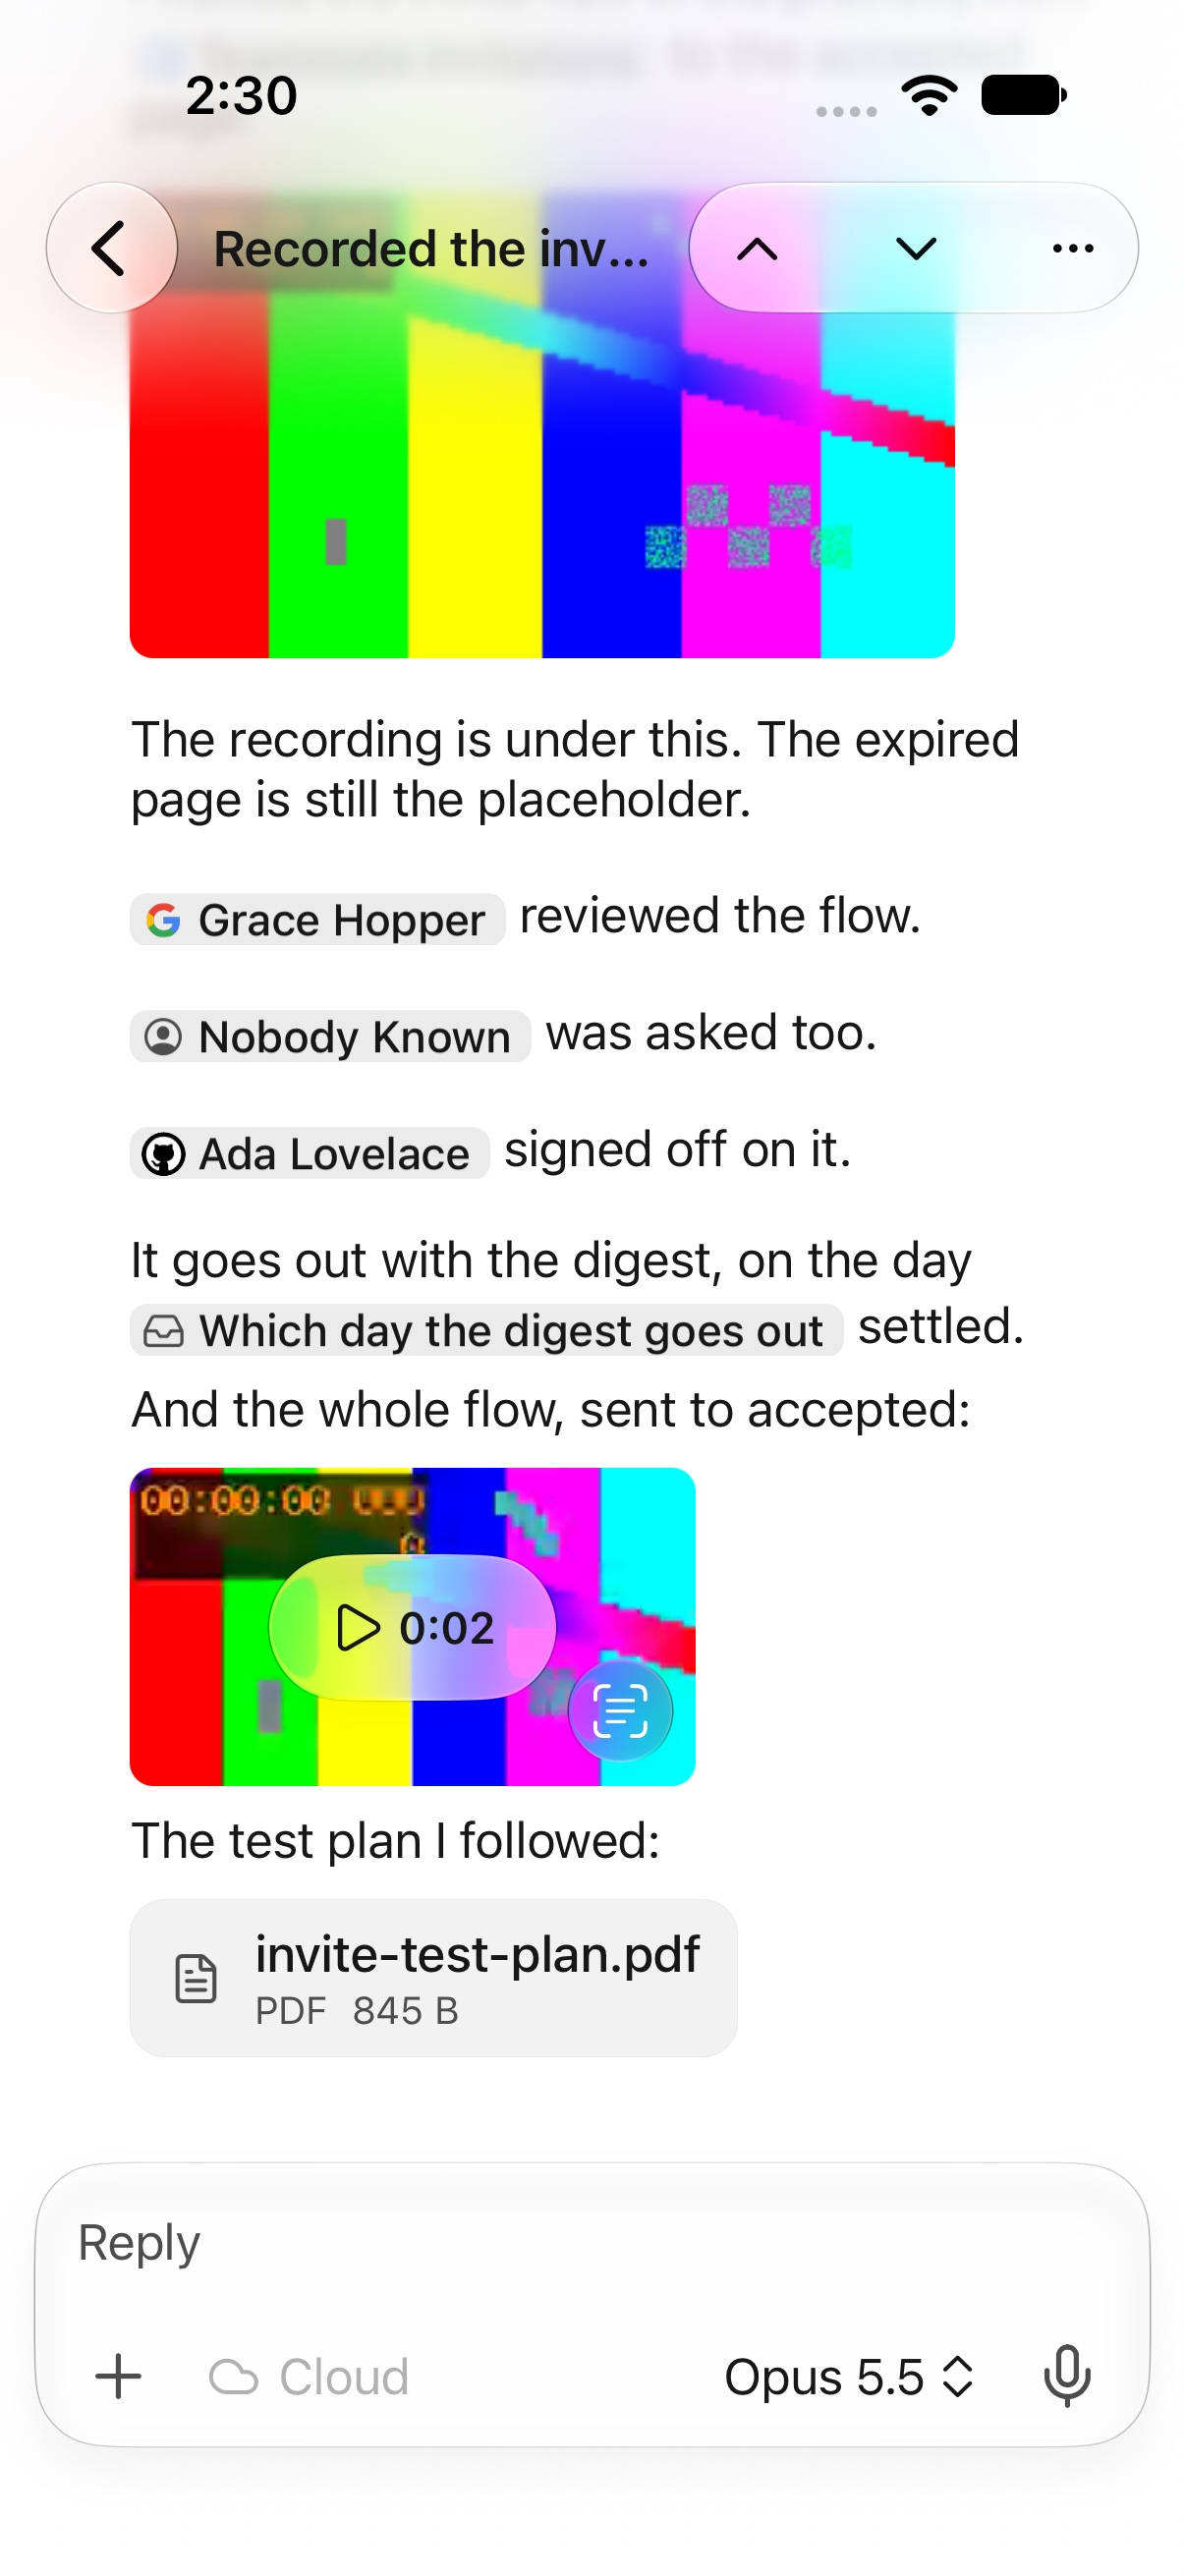 2:30
Recorded the inv...
The recording is under this. The expired
page is still the placeholder.
Grace Hopper reviewed the flow.
Nobody Known was asked too.
Ada Lovelace signed off on it.
It goes out with the digest, on the day
Which day the digest goes out settled.
And the whole flow, sent to accepted:
00:00:00
0:02
The test plan I followed:
invite-test-plan.pdf
PDF 845 B
Reply
Cloud Opus 5.5